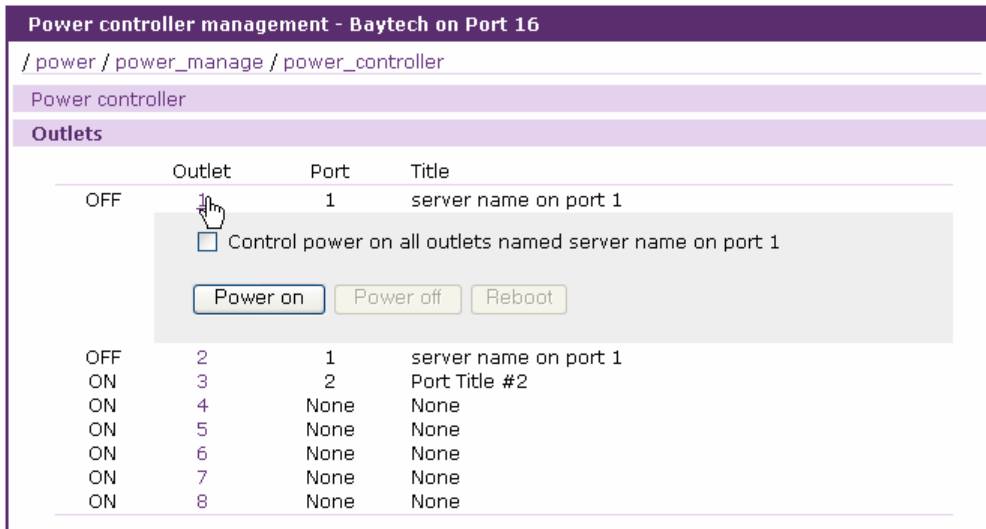 Power controller management - Baytech on Port 16
/ power / power_manage / power_controller
Power controller
Outlets
Outlet Port Title
OFF 1 1 server name on port 1
Control power on all outlets named server name on port 1
Power on Power off Reboot
OFF 2 1 server name on port 1
ON 3 2 Port Title #2
ON 4 None None
ON 5 None None
ON 6 None None
ON 7 None None
ON 8 None None